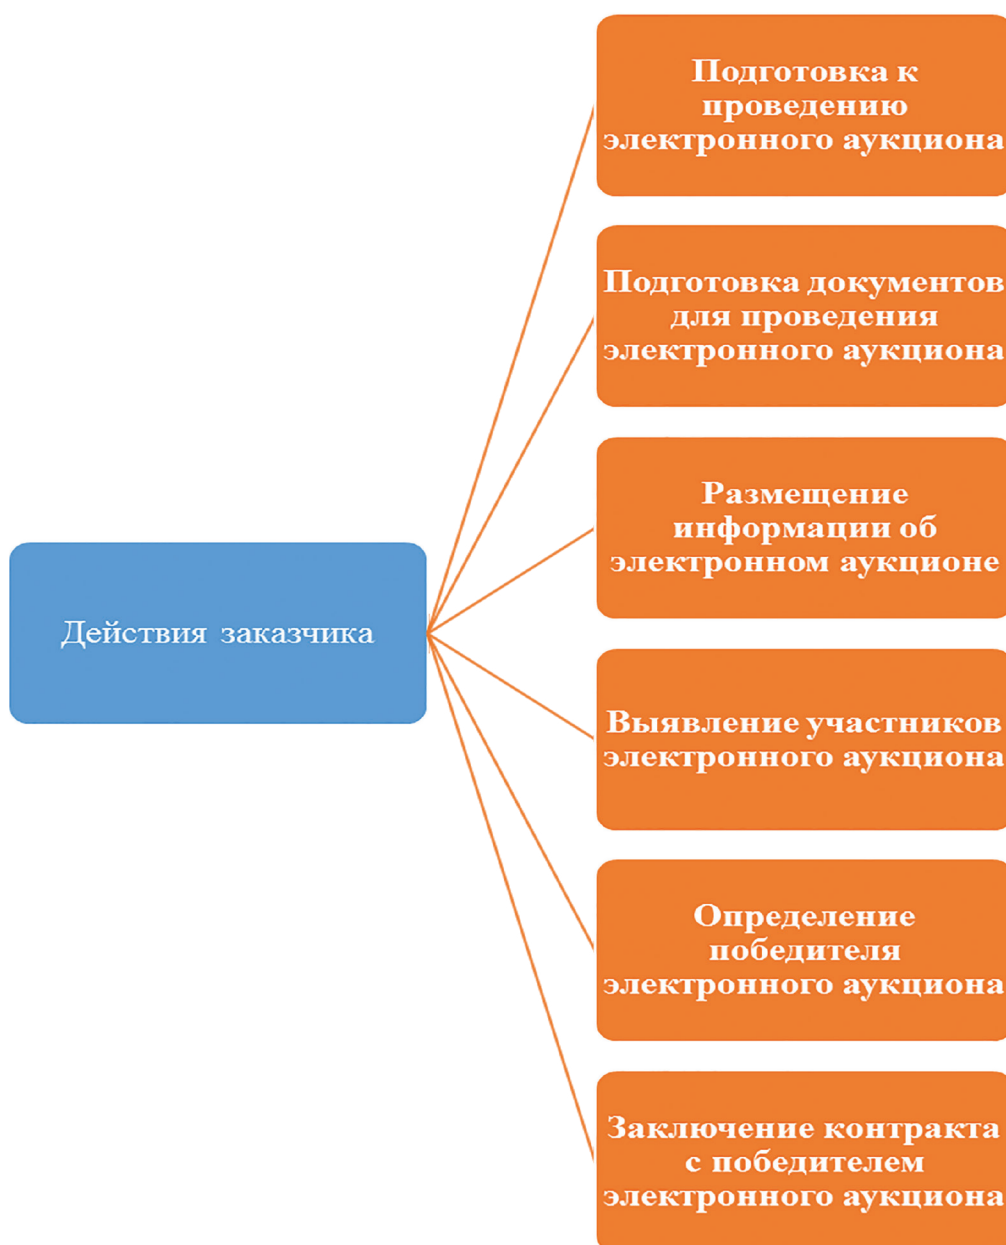 Подготовка к
проведению
электронного аукциона
Подготовка документов
для проведения
электронного аукциона
Размещение
информации об
электронном аукционе
Действия заказчика
Выявление участников
электронного аукциона
Определение
победителя
электронного аукциона
Заключение контракта
с победителем
электронного аукциона